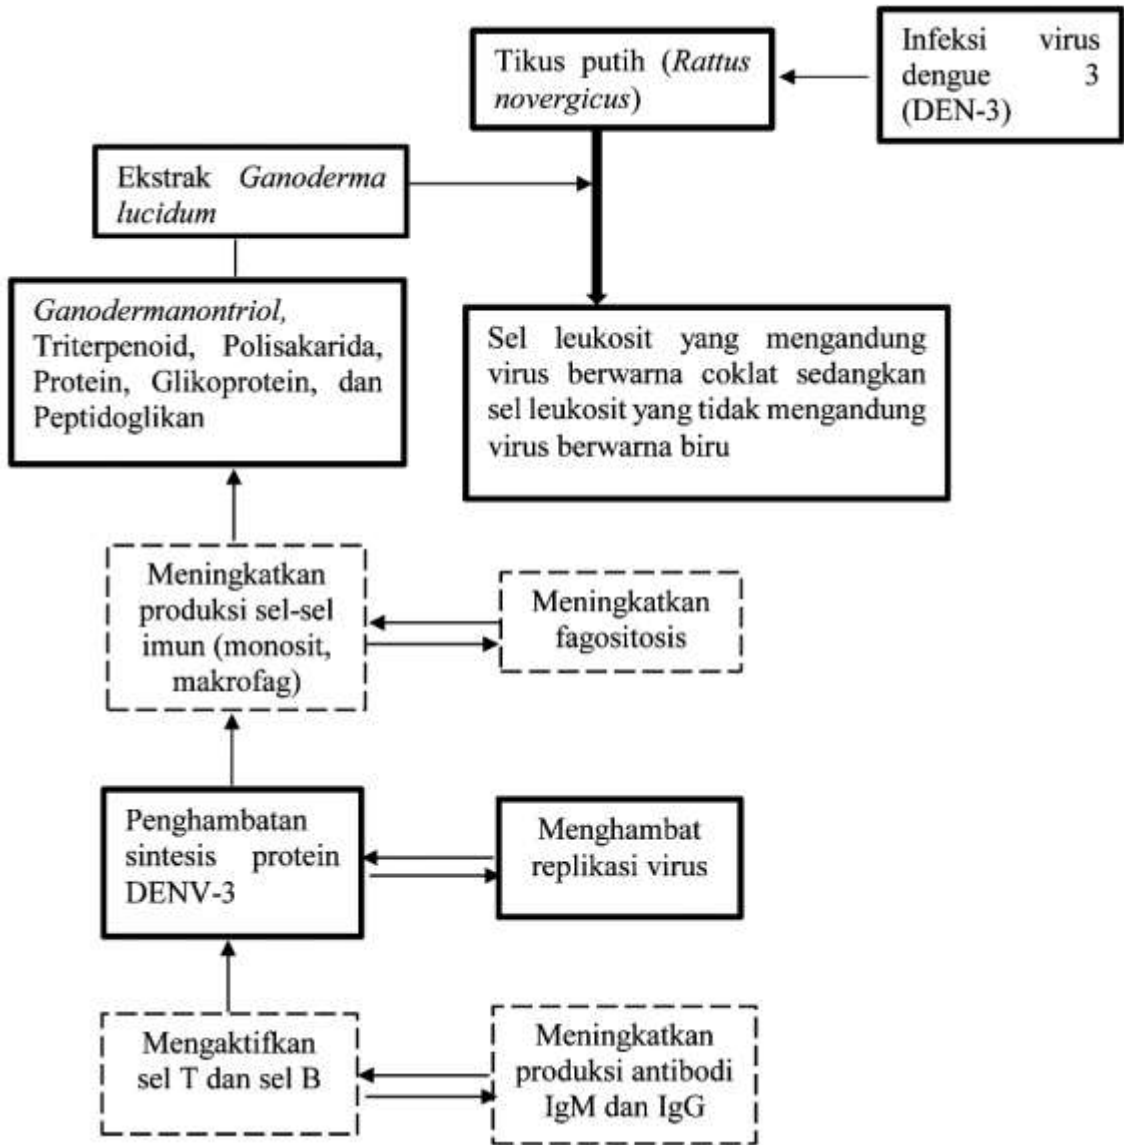 Tikus putih (Rattus
novergicus)
Infeksi virus
dengue 3
(DEN-3)
Ekstrak Ganoderma
lucidum
Ganodermanontriol,
Triterpenoid, Polisakarida,
Protein, Glikoprotein, dan
Peptidoglikan
Sel leukosit yang mengandung
virus berwarna coklat sedangkan
sel leukosit yang tidak mengandung
virus berwarna biru
Meningkatkan
produksi sel-sel
imun (monosit,
makrofag)
Meningkatkan
fagositosis
Penghambatan
sintesis protein
DENV-3
Menghambat
replikasi virus
Mengaktifkan
sel T dan sel B
Meningkatkan
produksi antibodi
IgM dan IgG